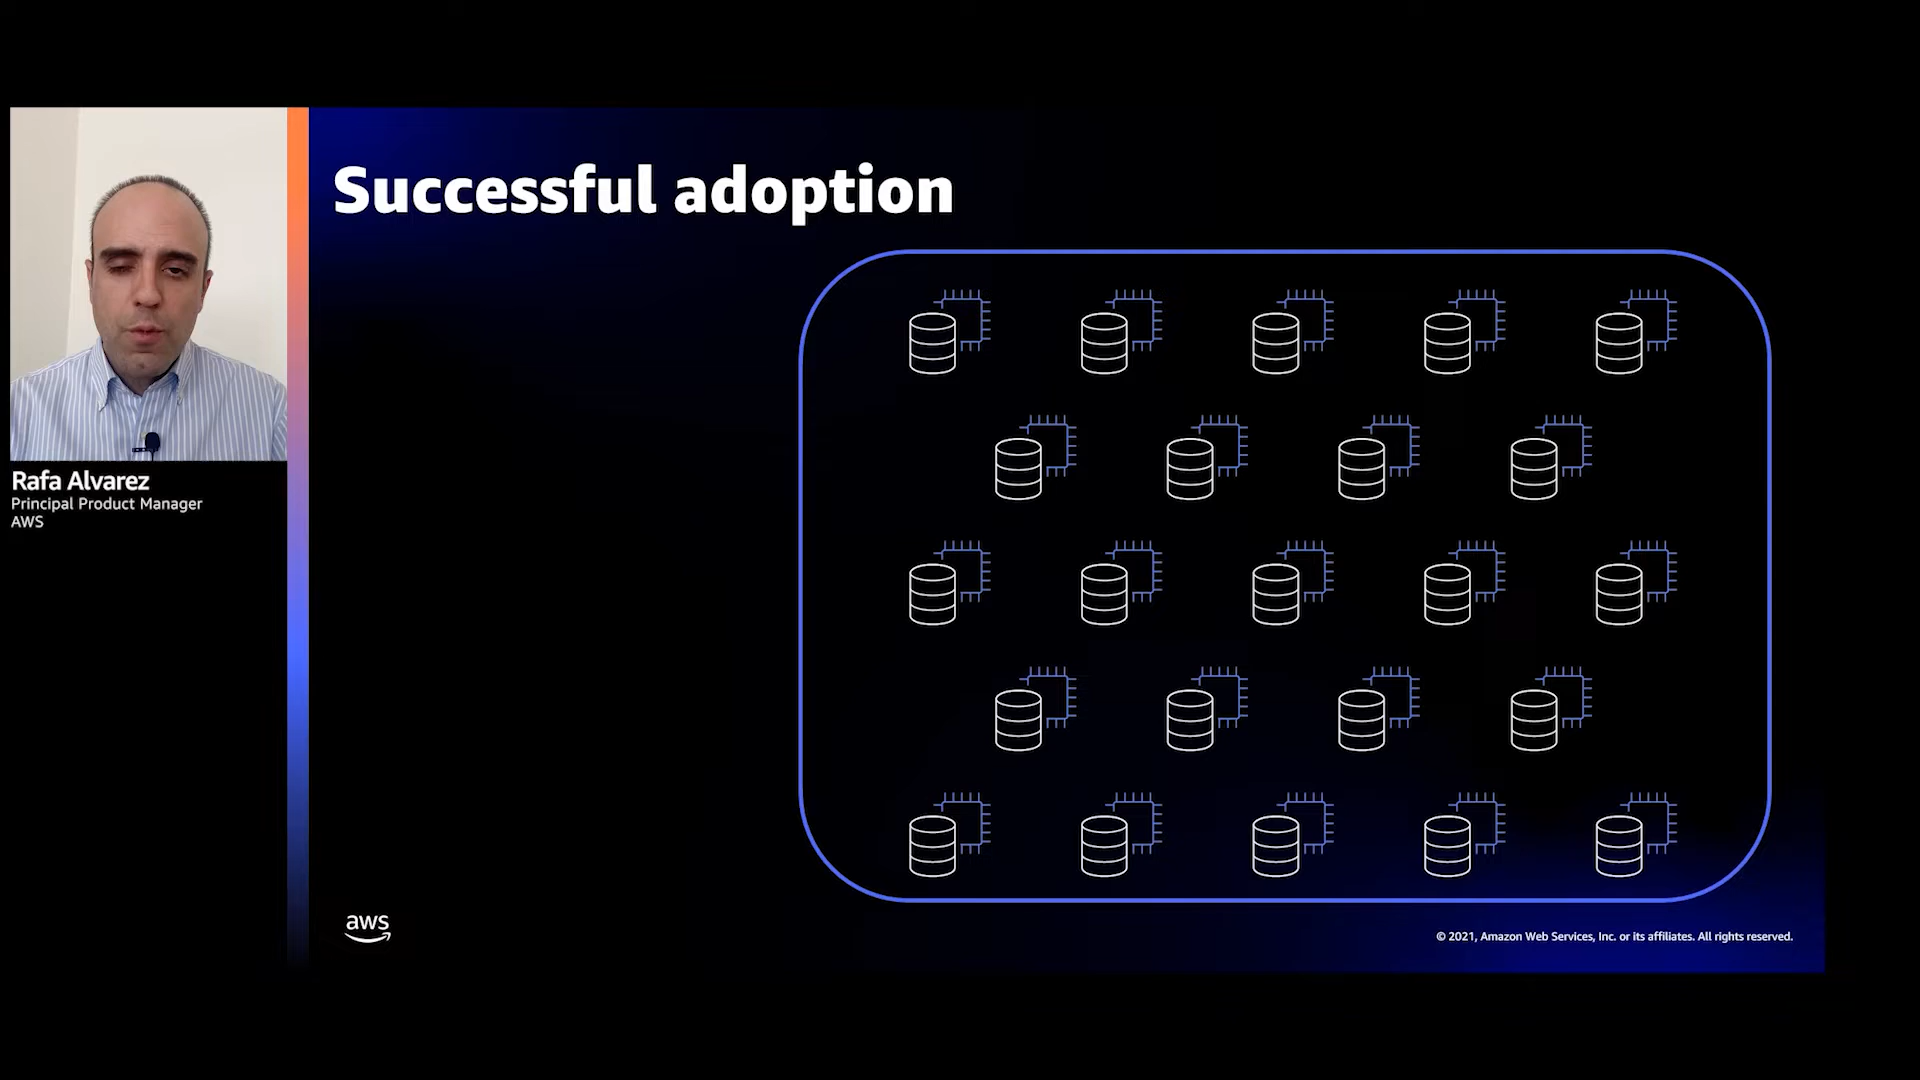 Successful adoption
Rafa Alvarez
Principal Product Manager
AWS
aws
© 2021, Amazon Web Services, Inc. or its affiliates. All rights reserved.